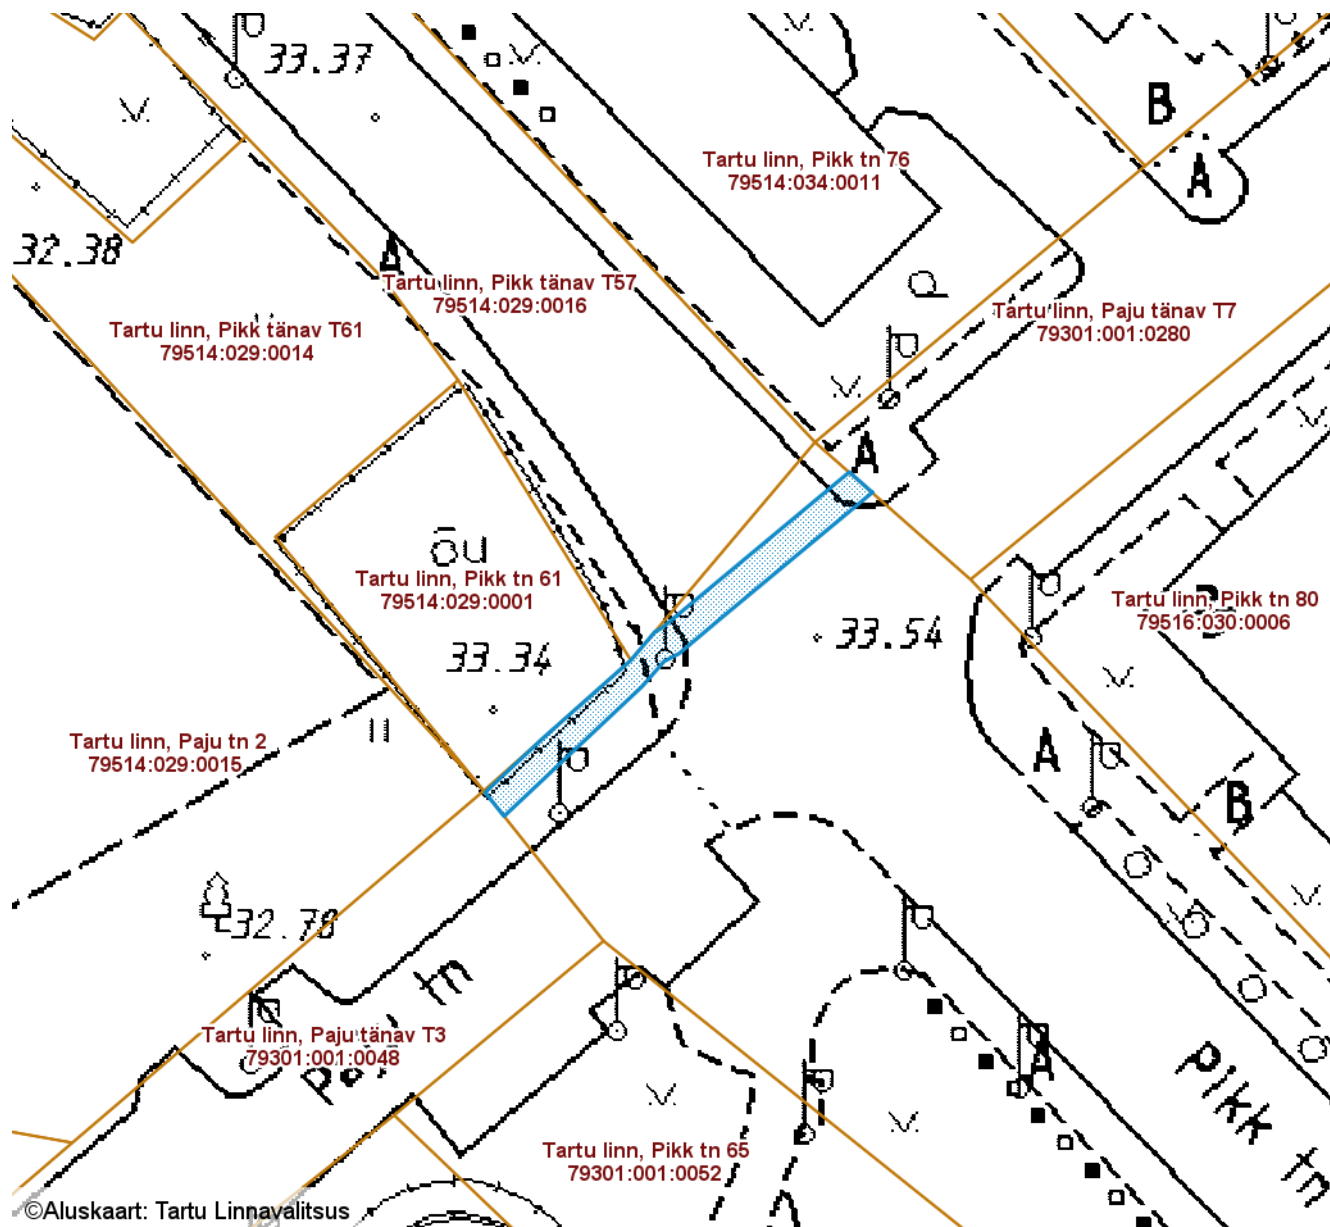 33.37
B
Tartu linn, Pikk tn 76
79514:034:0011
A
32.38
A
Tartu linn, Pikk tänav T57
79514:029:0016
Tartu linn, Paju tänav T7
79301:001:0280
Tartu linn, Pikk tänav T61
79514:029:0014
A
õu
Tartu linn, Pikk tn 61
79514:029:0001
33.34
33.54
Tartu linn, Pikk tn 80
79516:030:0006
Tartu linn, Paju tn 2
79514:029:0015
A
B
32.78
Paju tn
Tartu linn, Paju tänav T3
79301:001:0048
A
Pikk tn
Tartu linn, Pikk tn 65
79301:001:0052
©Aluskaart: Tartu Linnavalitsus